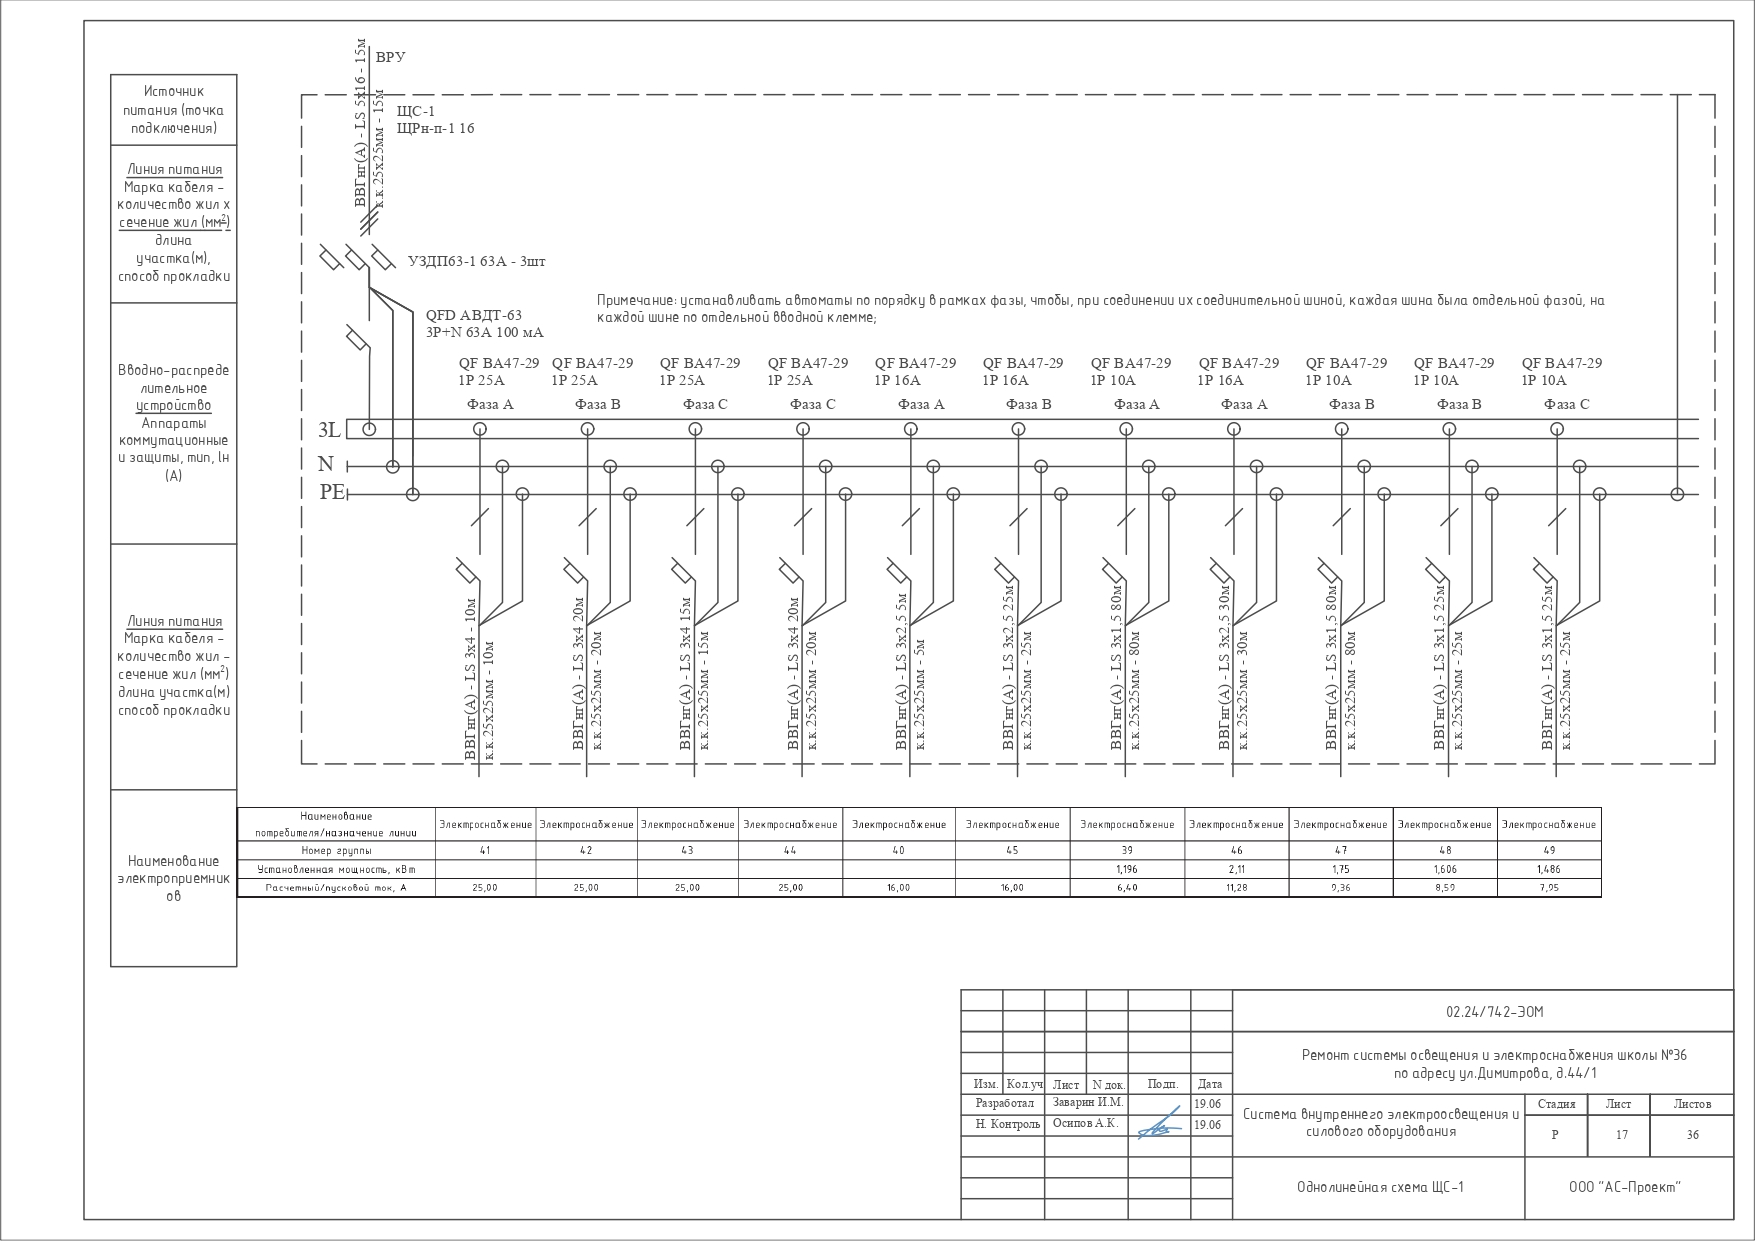 Источник
питания (точка
подключения)
Линия питания
Марка кабеля –
количество жил х
сечение жил (мм²)
длина
участка(м),
способ прокладки
Вводно-распреде
лительное
устройство
Аппараты
коммутационные
и защиты, тип, Iн
(А)
Линия питания
Марка кабеля –
количество жил –
сечение жил (мм²)
длина участка(м)
способ прокладки
Наименование
электроприемник
ов
ВРУ
ВВГнг(А) - LS 5х16 - 15м
к.к.25х25мм - 15м
ЩС-1
ЩРн-п-1 16
УЗДП63-1 63А - 3шт
QFD АВДТ-63
3P+N 63А 100 мА
Примечание: устанавливать автоматы по порядку в рамках фазы, чтобы, при соединении их соединительной шиной, каждая шина была отдельной фазой, на
каждой шине по отдельной вводной клемме;
QF ВА47-29 QF ВА47-29 QF ВА47-29 QF ВА47-29 QF ВА47-29 QF ВА47-29 QF ВА47-29 QF ВА47-29 QF ВА47-29 QF ВА47-29 QF ВА47-29
1P 25А 1P 25А 1P 25А 1P 25А 1P 16А 1P 16А 1P 10А 1P 16А 1P 10А 1P 10А 1P 10А
Фаза А Фаза В Фаза С Фаза С Фаза А Фаза В Фаза А Фаза А Фаза В Фаза В Фаза С
3L
N
PE
ВВГнг(А) - LS 3х4 - 10м
к.к.25х25мм - 10м
ВВГнг(А) - LS 3х4 20м
к.к.25х25мм - 20м
ВВГнг(А) - LS 3х4 15м
к.к.25х25мм - 15м
ВВГнг(А) - LS 3х4 20м
к.к.25х25мм - 20м
ВВГнг(А) - LS 3х2,5 5м
к.к.25х25мм - 5м
ВВГнг(А) - LS 3х2,5 25м
к.к.25х25мм - 25м
ВВГнг(А) - LS 3х1,5 80м
к.к.25х25мм - 80м
ВВГнг(А) - LS 3х2,5 30м
к.к.25х25мм - 30м
ВВГнг(А) - LS 3х1,5 80м
к.к.25х25мм - 80м
ВВГнг(А) - LS 3х1,5 25м
к.к.25х25мм - 25м
ВВГнг(А) - LS 3х1,5 25м
к.к.25х25мм - 25м
Наименование
потребителя/назначение линии
Электроснабжение Электроснабжение Электроснабжение Электроснабжение Электроснабжение Электроснабжение Электроснабжение Электроснабжение Электроснабжение Электроснабжение Электроснабжение
Номер группы 41 42 43 44 40 45 39 46 47 48 49
Установленная мощность, кВт 1,196 2,11 1,75 1,606 1,486
Расчетный/пусковой ток, А 25,00 25,00 25,00 25,00 16,00 16,00 6,40 11,28 9,36 8,59 7,95
02.24/742-ЭОМ
Ремонт системы освещения и электроснабжения школы №36
по адресу ул.Димитрова, д.44/1
Изм. Кол.уч Лист N док. Подп. Дата
Разработал Заварин И.М. 19.06
Н. Контроль Осипов А.К. 19.06
Система внутреннего электроосвещения и
силового оборудования
Стадия Лист Листов
Р 17 36
Однолинейная схема ЩС-1
ООО "АС-Проект"